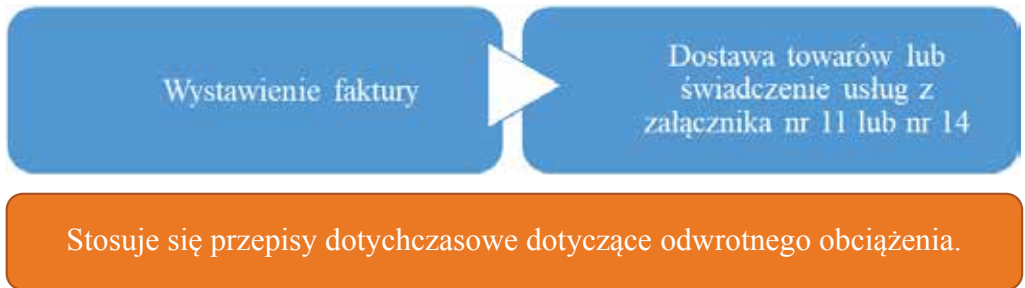 Wystawienie faktury
Dostawa towarów lub
świadczenie usług z
załącznika nr 11 lub nr 14
Stosuje się przepisy dotychczasowe dotyczące odwrotnego obciążenia.